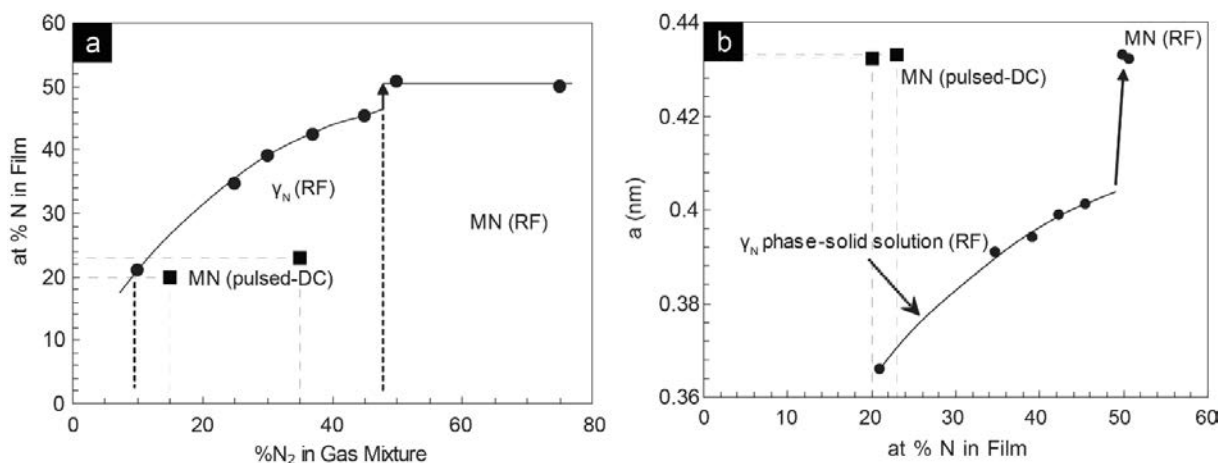 a
60
50
40
30
20
10
0
at % N in Film
γN (RF)
MN (RF)
MN (pulsed-DC)
0 20 40 60 80
%N2 in Gas Mixture
b
0.44
0.42
0.4
0.38
0.36
a (nm)
MN (RF)
MN (pulsed-DC)
γN phase-solid solution (RF)
0 10 20 30 40 50 60
at % N in Film